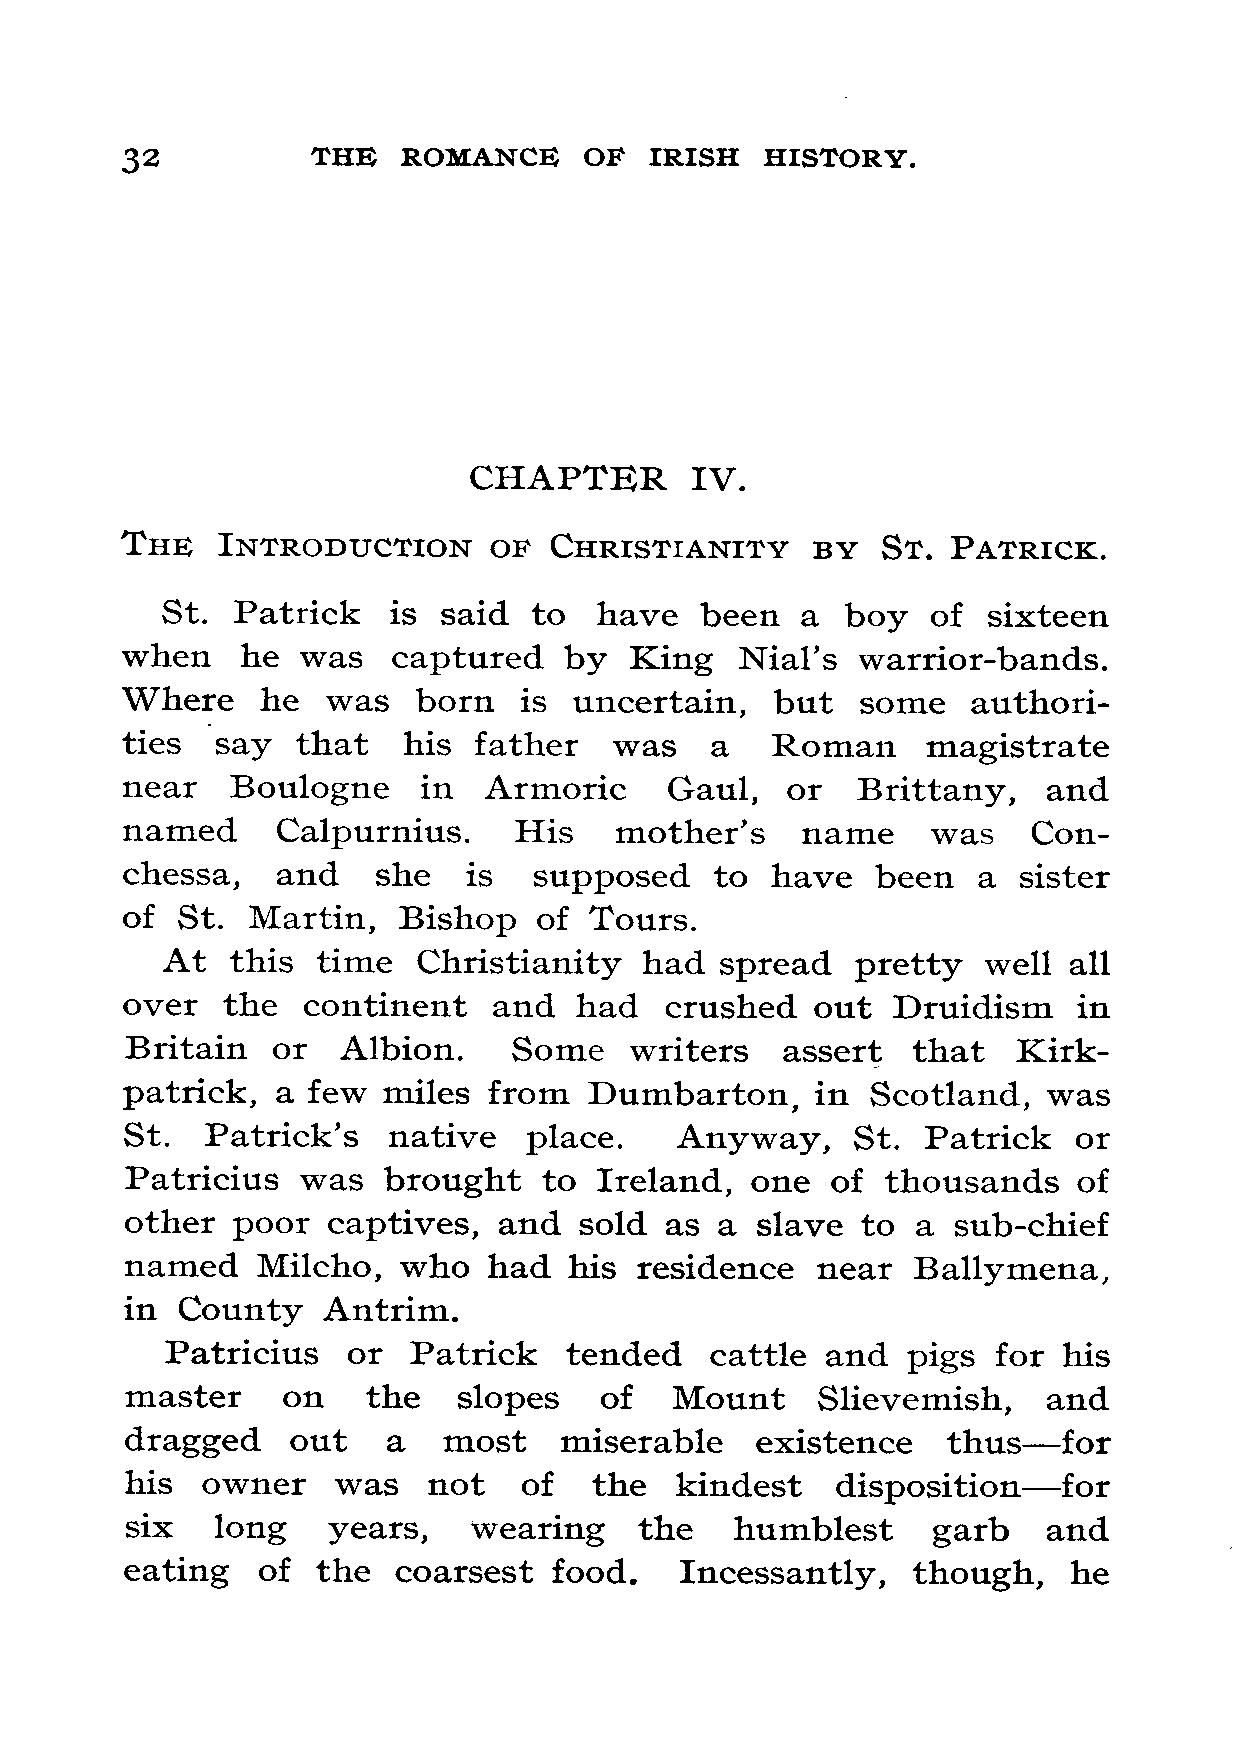 32 THE ROMANCE OF IRISH HISTORY.
CHAPTER IV.
THE INTRODUCTION OF CHRISTIANITY BY ST. PATRICK.
St. Patrick is said to have been a boy of sixteen
when he was captured by King Nial's warrior-bands.
Where he was born is uncertain, but some authori-
ties say that his father was a Roman magistrate
near Boulogne in Armoric Gaul, or Brittany, and
named Calpurnius. His mother's name was Con-
chessa, and she is supposed to have been a sister
of St. Martin, Bishop of Tours.
At this time Christianity had spread pretty well all
over the continent and had crushed out Druidism in
Britain or Albion. Some writers assert that Kirk-
patrick, a few miles from Dumbarton, in Scotland, was
St. Patrick's native place. Anyway, St. Patrick or
Patricius was brought to Ireland, one of thousands of
other poor captives, and sold as a slave to a sub-chief
named Milcho, who had his residence near Ballymena,
in County Antrim.
Patricius or Patrick tended cattle and pigs for his
master on the slopes of Mount Slievemish, and
dragged out a most miserable existence thus—for
his owner was not of the kindest disposition—for
six long years, wearing the humblest garb and
eating of the coarsest food. Incessantly, though, he